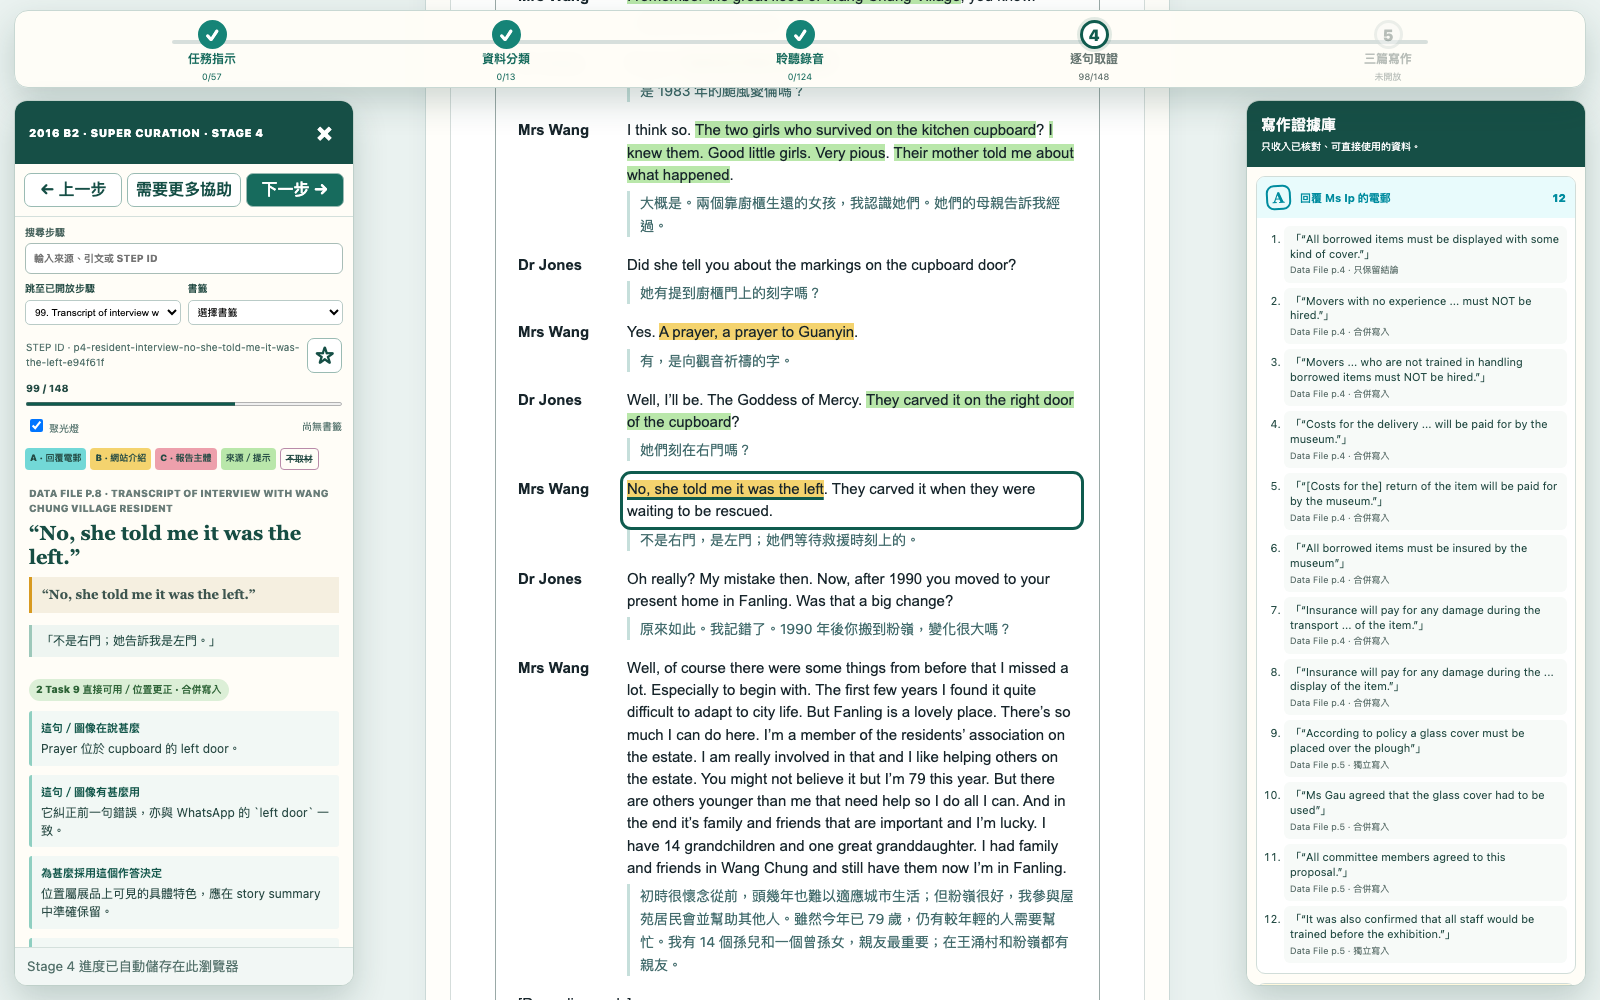 任務指示
0/57
資料分類
0/13
聆聽錄音
0/124
4
逐句取證
98/148
5
三篇寫作
未開放
2016 B2 · SUPER CURATION · STAGE 4
← 上一步
需要更多協助
下一步 →
搜尋步驟
輸入來源、引文或 STEP ID
跳至已開放步驟
書籤
99. Transcript of interview w
選擇書籤
STEP ID · p4-resident-interview-no-she-told-me-it-was-
the-left-e94f61f
99 / 148
聚光燈
尚無書籤
A · 回覆電郵
B · 網站介紹
C · 報告主體
來源 / 提示
不取材
DATA FILE P.8 · TRANSCRIPT OF INTERVIEW WITH WANG
CHUNG VILLAGE RESIDENT
“No, she told me it was the
left.”
“No, she told me it was the left.”
「不是右門；她告訴我是左門。」
2 Task 9 直接可用 / 位置更正 · 合併寫入
這句 / 圖像在說甚麼
Prayer 位於 cupboard 的 left door。
這句 / 圖像有甚麼用
它糾正前一句錯誤，亦與 WhatsApp 的 `left door` 一
致。
為甚麼採用這個作答決定
位置屬展品上可見的具體特色，應在 story summary
中準確保留。
Stage 4 進度已自動儲存在此瀏覽器
是 1983 年的颱風愛倫嗎？
Mrs Wang
I think so. The two girls who survived on the kitchen cupboard? I
knew them. Good little girls. Very pious. Their mother told me about
what happened.
大概是。兩個靠廚櫃生還的女孩，我認識她們。她們的母親告訴我經
過。
Dr Jones
Did she tell you about the markings on the cupboard door?
她有提到廚櫃門上的刻字嗎？
Mrs Wang
Yes. A prayer, a prayer to Guanyin.
有，是向觀音祈禱的字。
Dr Jones
Well, I’ll be. The Goddess of Mercy. They carved it on the right door
of the cupboard?
她們刻在右門嗎？
Mrs Wang
No, she told me it was the left. They carved it when they were
waiting to be rescued.
不是右門，是左門；她們等待救援時刻上的。
Dr Jones
Oh really? My mistake then. Now, after 1990 you moved to your
present home in Fanling. Was that a big change?
原來如此。我記錯了。1990 年後你搬到粉嶺，變化很大嗎？
Mrs Wang
Well, of course there were some things from before that I missed a
lot. Especially to begin with. The first few years I found it quite
difficult to adapt to city life. But Fanling is a lovely place. There’s so
much I can do here. I’m a member of the residents’ association on
the estate. I am really involved in that and I like helping others on
the estate. You might not believe it but I’m 79 this year. But there
are others younger than me that need help so I do all I can. And in
the end it’s family and friends that are important and I’m lucky. I
have 14 grandchildren and one great granddaughter. I had family
and friends in Wang Chung and still have them now I’m in Fanling.
初時很懷念從前，頭幾年也難以適應城市生活；但粉嶺很好，我參與屋
苑居民會並幫助其他人。雖然今年已 79 歲，仍有較年輕的人需要幫
忙。我有 14 個孫兒和一個曾孫女，親友最重要；在王涌村和粉嶺都有
親友。
寫作證據庫
只收入已核對、可直接使用的資料。
A
回覆 Ms Ip 的電郵
12
1. 「“All borrowed items must be displayed with some
kind of cover.”」
Data File p.4 · 只保留結論
2. 「“Movers with no experience ... must NOT be
hired.”」
Data File p.4 · 合併寫入
3. 「“Movers ... who are not trained in handling
borrowed items must NOT be hired.”」
Data File p.4 · 合併寫入
4. 「“Costs for the delivery ... will be paid for by the
museum.”」
Data File p.4 · 合併寫入
5. 「“[Costs for the] return of the item will be paid for
by the museum.”」
Data File p.4 · 合併寫入
6. 「“All borrowed items must be insured by the
museum”」
Data File p.4 · 合併寫入
7. 「“Insurance will pay for any damage during the
transport ... of the item.”」
Data File p.4 · 合併寫入
8. 「“Insurance will pay for any damage during the ...
display of the item.”」
Data File p.4 · 合併寫入
9. 「“According to policy a glass cover must be
placed over the plough”」
Data File p.5 · 獨立寫入
10. 「“Ms Gau agreed that the glass cover had to be
used”」
Data File p.5 · 合併寫入
11. 「“All committee members agreed to this
proposal.”」
Data File p.5 · 合併寫入
12. 「“It was also confirmed that all staff would be
trained before the exhibition.”」
Data File p.5 · 獨立寫入